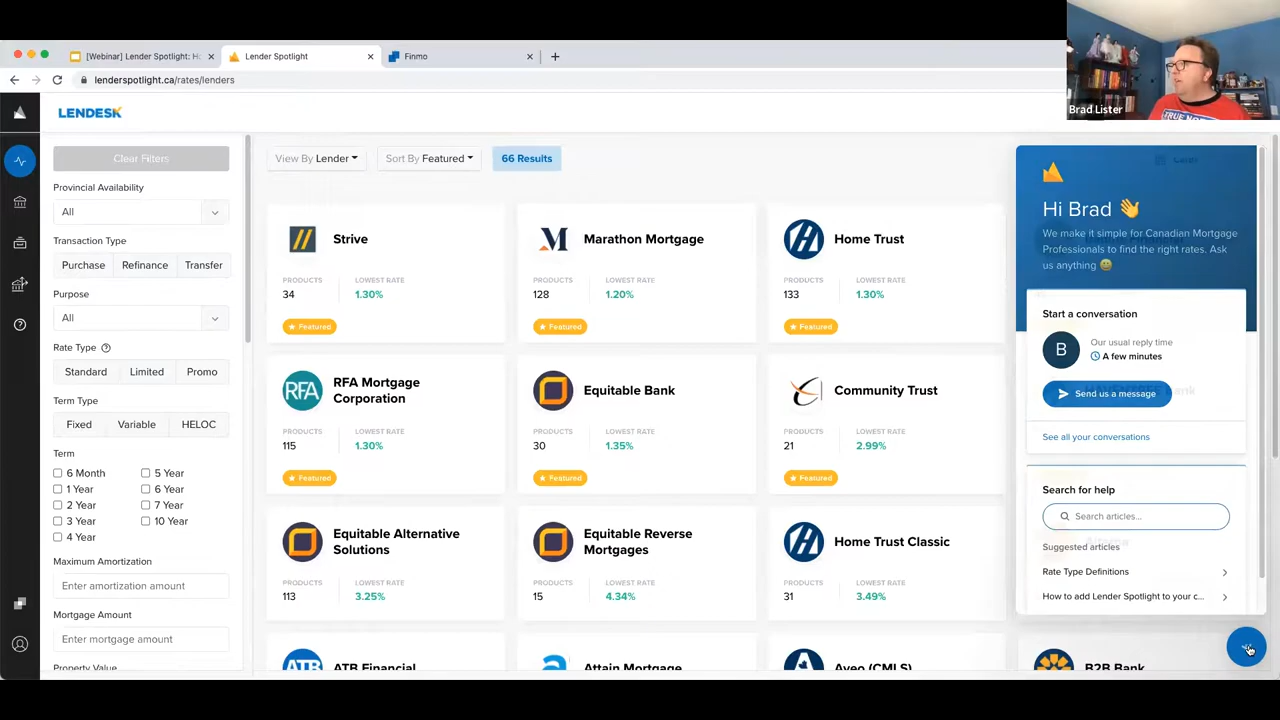 [Webinar] Lender Spotlight: H
Lender Spotlight
Finmo
lenderspotlight.ca/rates/lenders
Brad Lister
TRUE NOR
LENDESK
Clear Filters
Provincial Availability
All
Transaction Type
Purchase Refinance Transfer
Purpose
All
Rate Type
Standard Limited Promo
Term Type
Fixed Variable HELOC
Term
6 Month 5 Year
1 Year 6 Year
2 Year 7 Year
3 Year 10 Year
4 Year
Maximum Amortization
Enter amortization amount
Mortgage Amount
Enter mortgage amount
Property Value
View By Lender Sort By Featured 66 Results
Strive
PRODUCTS LOWEST RATE
34 1.30%
Featured
Marathon Mortgage
PRODUCTS LOWEST RATE
128 1.20%
Featured
Home Trust
PRODUCTS LOWEST RATE
133 1.30%
Featured
RFA
RFA Mortgage
Corporation
PRODUCTS LOWEST RATE
115 1.30%
Featured
Equitable Bank
PRODUCTS LOWEST RATE
30 1.35%
Featured
Community Trust
PRODUCTS LOWEST RATE
21 2.99%
Featured
Equitable Alternative
Solutions
PRODUCTS LOWEST RATE
113 3.25%
Equitable Reverse
Mortgages
PRODUCTS LOWEST RATE
15 4.34%
Home Trust Classic
PRODUCTS LOWEST RATE
31 3.49%
ATB
ATB Financial
Attain Mortgage
Aveo (CMLS)
B2B Bank
Hi Brad 👋
We make it simple for Canadian Mortgage
Professionals to find the right rates. Ask
us anything 😀
Start a conversation
B
Our usual reply time
A few minutes
Send us a message
See all your conversations
Search for help
Search articles...
Suggested articles
Rate Type Definitions
How to add Lender Spotlight to your c...